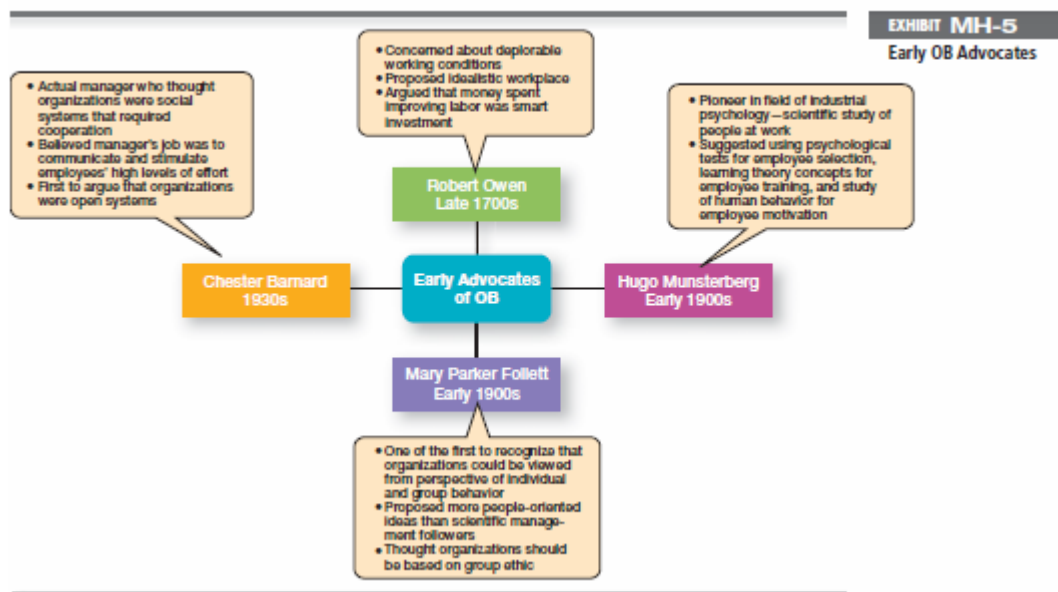 EXHIBIT MH-5
Early OB Advocates
• Concerned about deplorable
working conditions
• Proposed idealistic workplace
• Argued that money spent
improving labor was smart
investment
• Actual manager who thought
organizations were social
systems that required
cooperation
• Believed manager's job was to
communicate and stimulate
employees' high levels of effort
• First to argue that organizations
were open systems
• Pioneer in field of industrial
psychology—scientific study of
people at work
• Suggested using psychological
tests for employee selection,
learning theory concepts for
employee training, and study
of human behavior for
employee motivation
Robert Owen
Late 1700s
Chester Barnard
1930s
Early Advocates
of OB
Hugo Munsterberg
Early 1900s
Mary Parker Follett
Early 1900s
• One of the first to recognize that
organizations could be viewed
from perspective of individual
and group behavior
• Proposed more people-oriented
ideas than scientific manage-
ment followers
• Thought organizations should
be based on group ethic